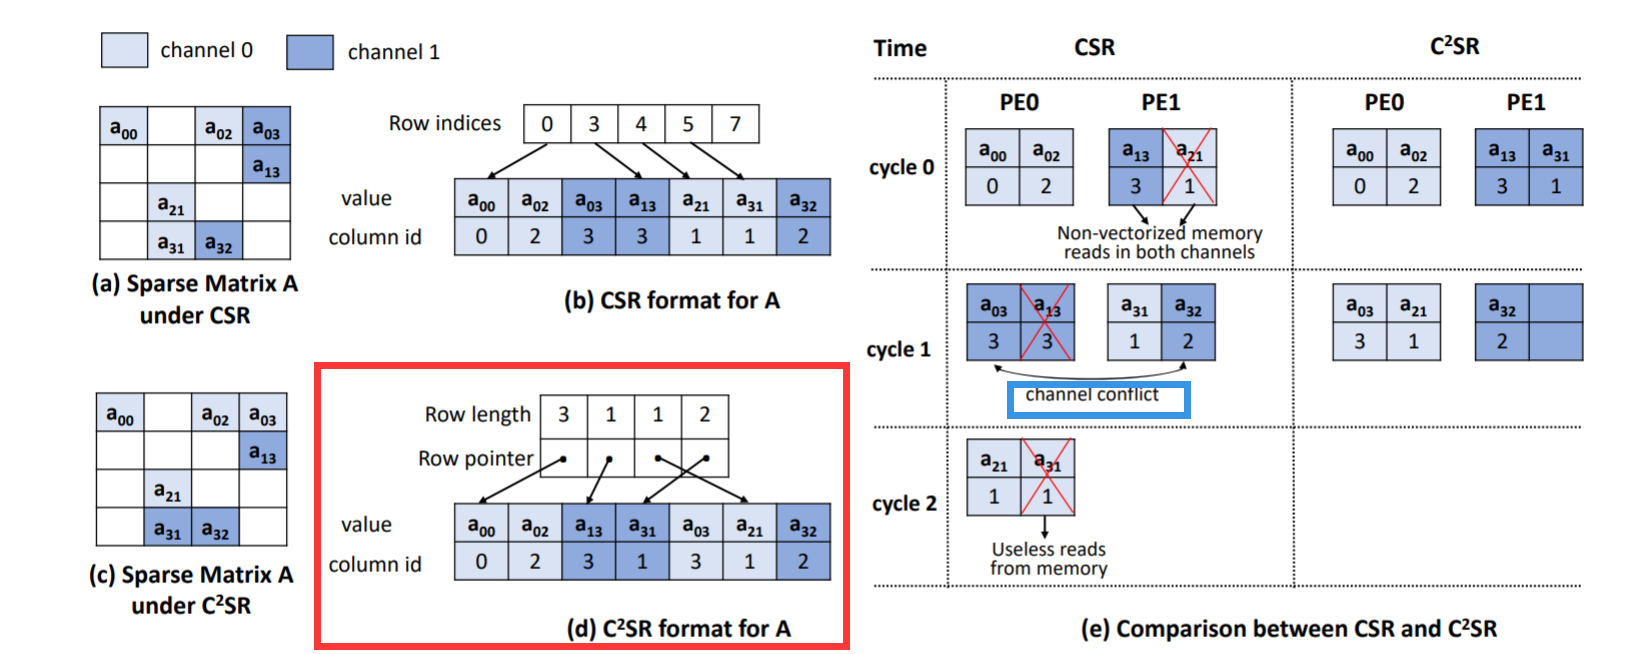 channel 0
channel 1
a00 a02 a03
a13
a21
a31 a32
(a) Sparse Matrix A
under CSR
Row indices 0 3 4 5 7
value a00 a02 a03 a13 a21 a31 a32
column id 0 2 3 3 1 1 2
(b) CSR format for A
a00 a02 a03
a13
a21
a31 a32
(c) Sparse Matrix A
under C²SR
Row length 3 1 1 2
Row pointer
value a00 a02 a13 a31 a03 a21 a32
column id 0 2 3 1 3 1 2
(d) C²SR format for A
Time CSR C²SR
PE0 PE1 PE0 PE1
cycle 0
a00 a02 a13 a21 a00 a02 a13 a31
0 2 3 1 0 2 3 1
Non-vectorized memory
reads in both channels
cycle 1
a03 a13 a31 a32 a03 a21 a32
3 3 1 2 3 1 2
channel conflict
cycle 2
a21 a31
1 1
Useless reads
from memory
(e) Comparison between CSR and C²SR